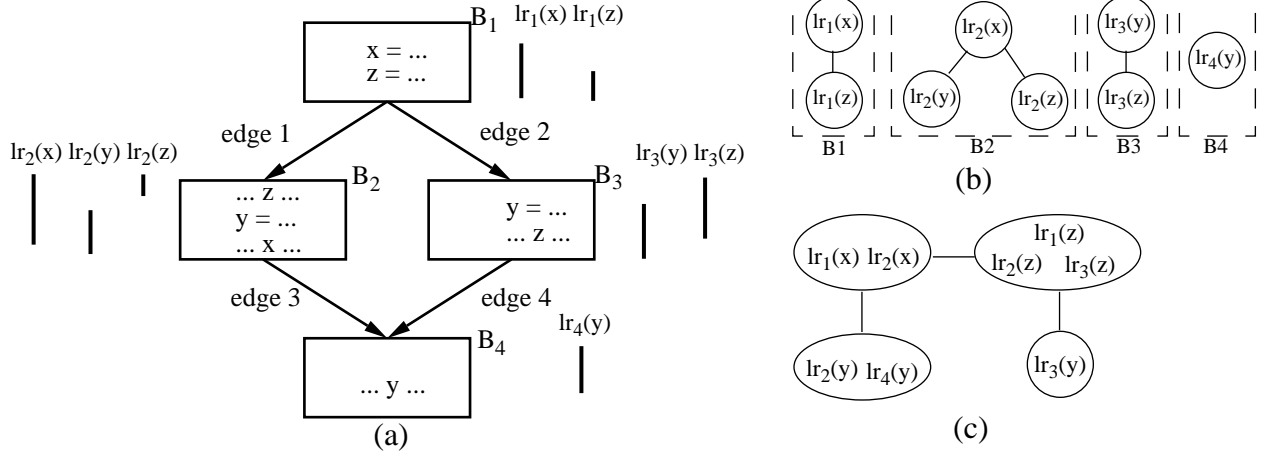 B₁
lr₁(x) lr₁(z)
x = ...
z = ...
edge 1
edge 2
lr₂(x) lr₂(y) lr₂(z)
B₂
... z ...
y = ...
... x ...
B₃
y = ...
... z ...
lr₃(y) lr₃(z)
edge 3
edge 4
B₄
... y ...
lr₄(y)
(a)
lr₁(x)
lr₁(z)
B1
lr₂(x)
lr₂(y)
lr₂(z)
B2
lr₃(y)
lr₃(z)
B3
lr₄(y)
B4
(b)
lr₁(x) lr₂(x)
lr₁(z)
lr₂(z) lr₃(z)
lr₂(y) lr₄(y)
lr₃(y)
(c)